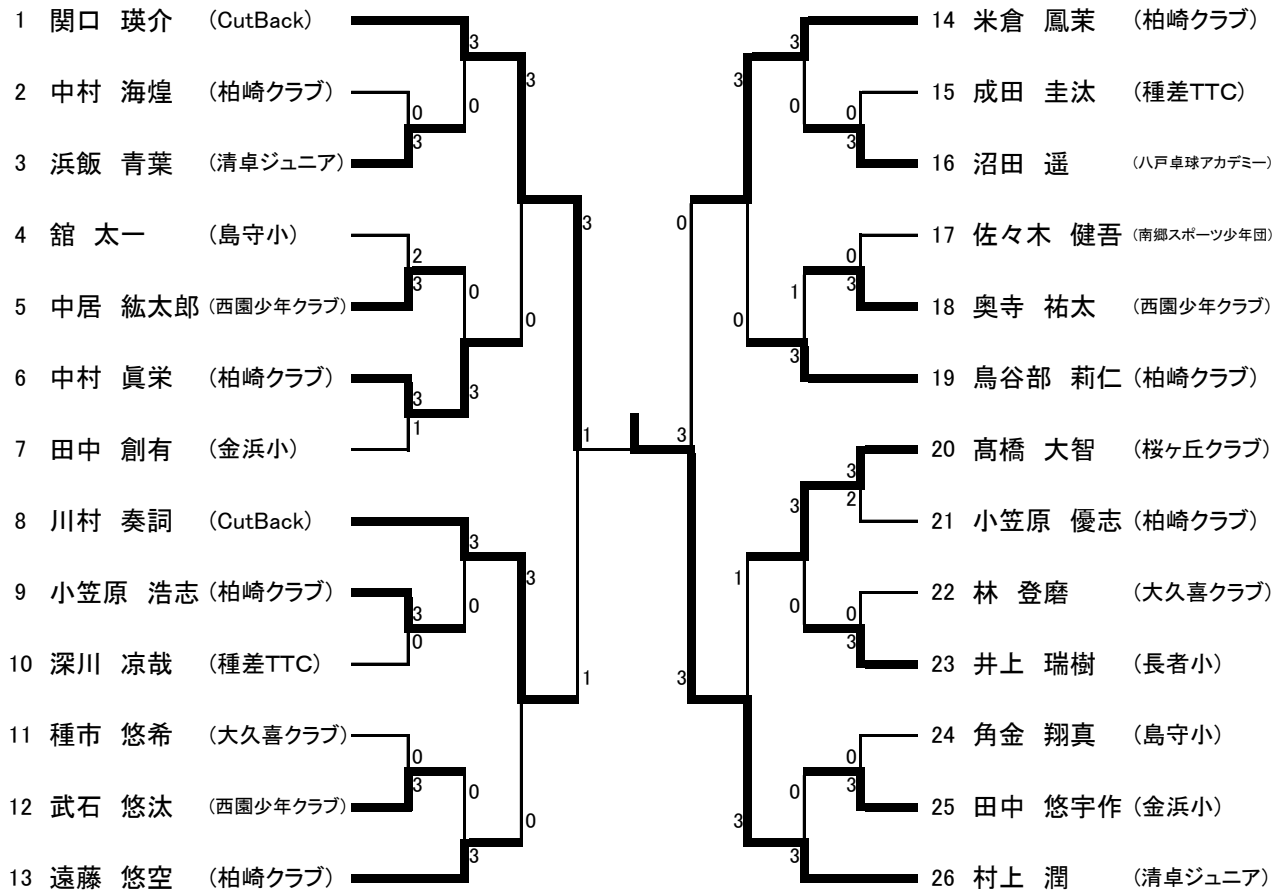 1 関口 瑛介 (CutBack)
2 中村 海煌 (柏崎クラブ)
3 浜飯 青葉 (清卓ジュニア)
4 舘 太一 (島守小)
5 中居 紘太郎 (西園少年クラブ)
6 中村 眞栄 (柏崎クラブ)
7 田中 創有 (金浜小)
8 川村 奏詞 (CutBack)
9 小笠原 浩志 (柏崎クラブ)
10 深川 凉哉 (種差TTC)
11 種市 悠希 (大久喜クラブ)
12 武石 悠汰 (西園少年クラブ)
13 遠藤 悠空 (柏崎クラブ)
3
0
0
3
3
2
3
0
0
3
1
3
3
3
0
3
0
3
1
0
3
0
0
3
1
3
3
3
0
0
3
0
0
0
3
1
3
3
3
2
1
0
0
3
3
0
0
3
3
3
14 米倉 鳳茉 (柏崎クラブ)
15 成田 圭汰 (種差TTC)
16 沼田 遥 (八戸卓球アカデミー)
17 佐々木 健吾 (南郷スポーツ少年団)
18 奥寺 祐太 (西園少年クラブ)
19 鳥谷部 莉仁 (柏崎クラブ)
20 髙橋 大智 (桜ヶ丘クラブ)
21 小笠原 優志 (柏崎クラブ)
22 林 登磨 (大久喜クラブ)
23 井上 瑞樹 (長者小)
24 角金 翔真 (島守小)
25 田中 悠宇作 (金浜小)
26 村上 潤 (清卓ジュニア)